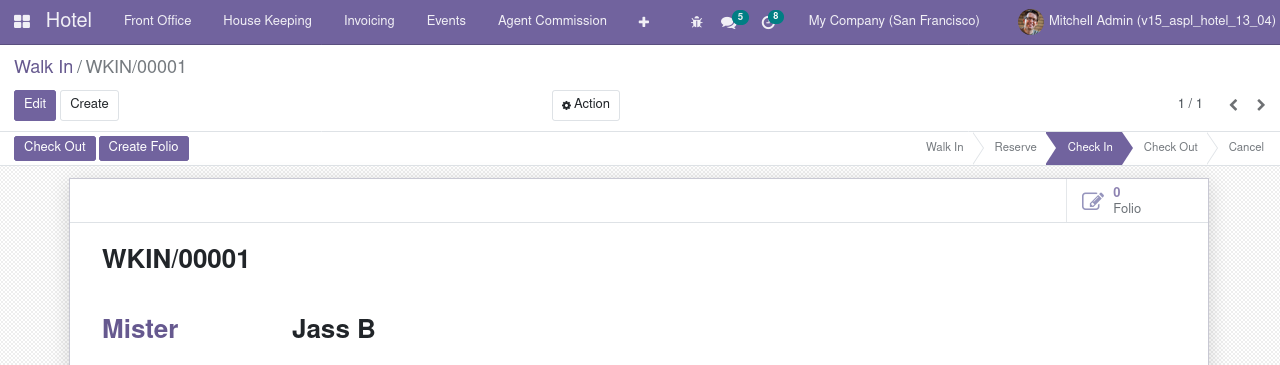 Hotel Front Office House Keeping Invoicing Events Agent Commission 5 8 My Company (San Francisco) Mitchell Admin (v15_aspl_hotel_13_04)
Walk In / WKIN/00001
Edit Create Action 1 / 1
Check Out Create Folio Walk In Reserve Check In Check Out Cancel
0
Folio
WKIN/00001
Mister Jass B